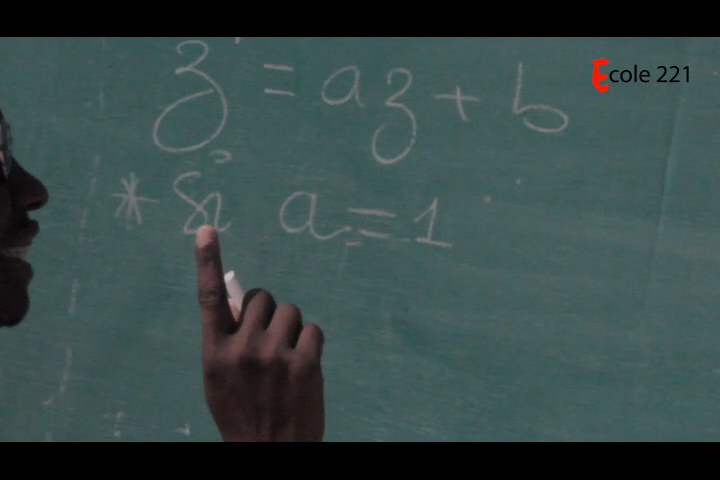 Ecole 221
z' = az + b
* Si a = 1